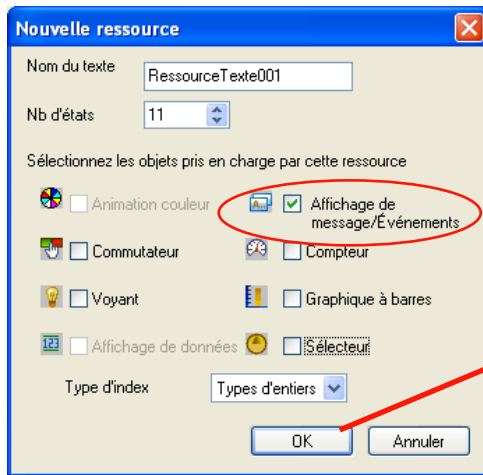 Nouvelle ressource
Nom du texte
RessourceTexte001
Nb d'états
11
Sélectionnez les objets pris en charge par cette ressource
Animation couleur
Affichage de
message/Événements
Commutateur
Compteur
Voyant
Graphique à barres
Affichage de données
Sélecteur
Type d'index
Types d'entiers
OK
Annuler